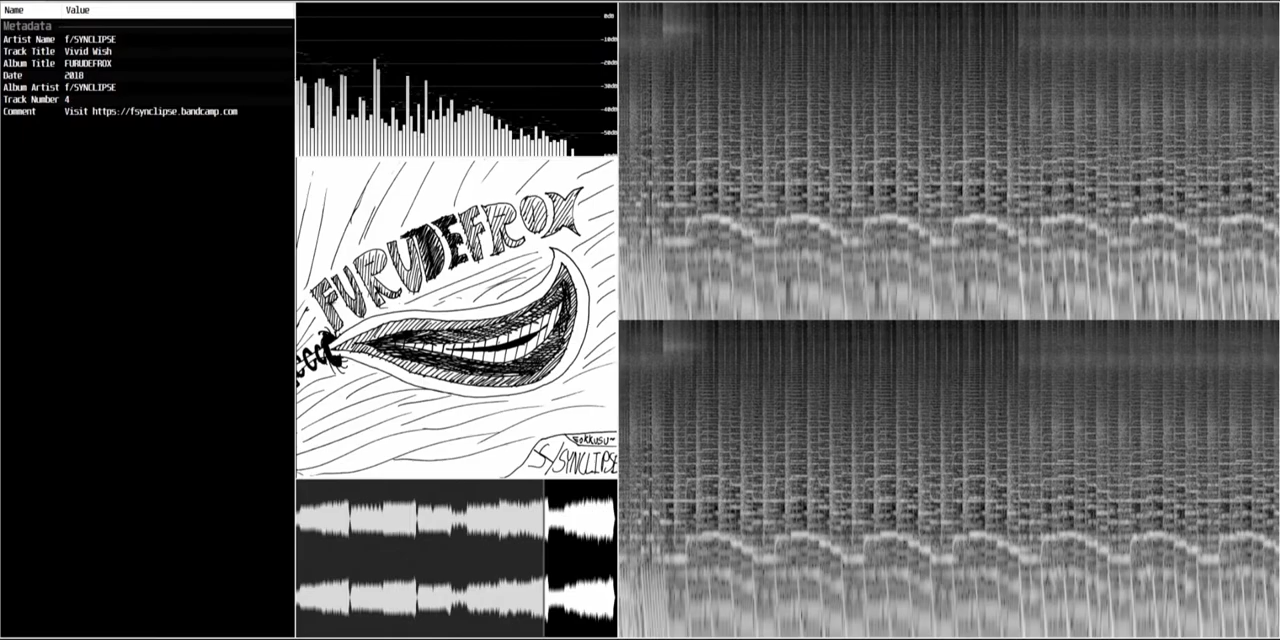 Name Value
Metadata
Artist Name f/SYNCLIPSE
Track Title Vivid Wish
Album Title FURUDEFROX
Date 2018
Album Artist f/SYNCLIPSE
Track Number 4
Comment Visit https://fsynclipse.bandcamp.com
0dB
-10dB
-20dB
-30dB
-40dB
-50dB
FURUDEFROX
Fokkusu~
S/SYNCLIPSE